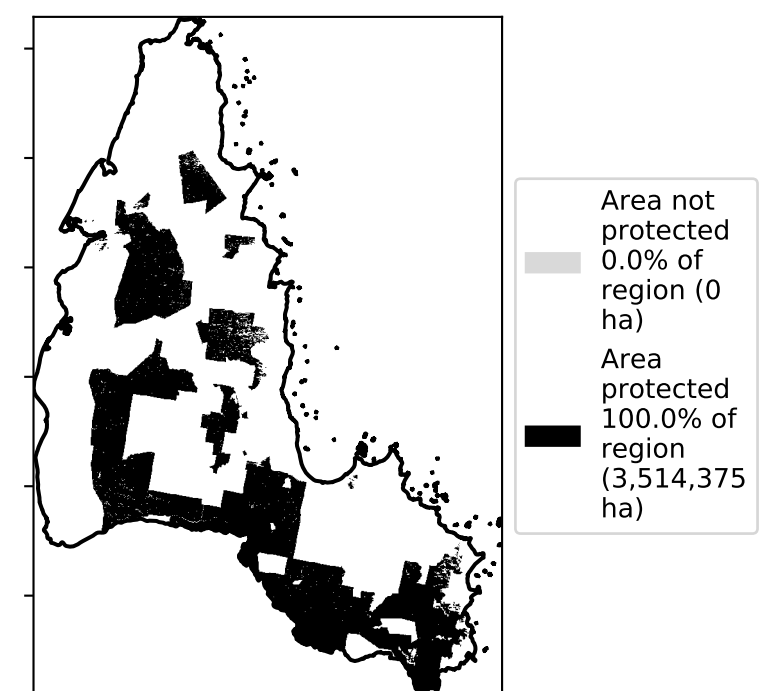 Area not
protected
0.0% of
region (0
ha)
Area
protected
100.0% of
region
(3,514,375
ha)